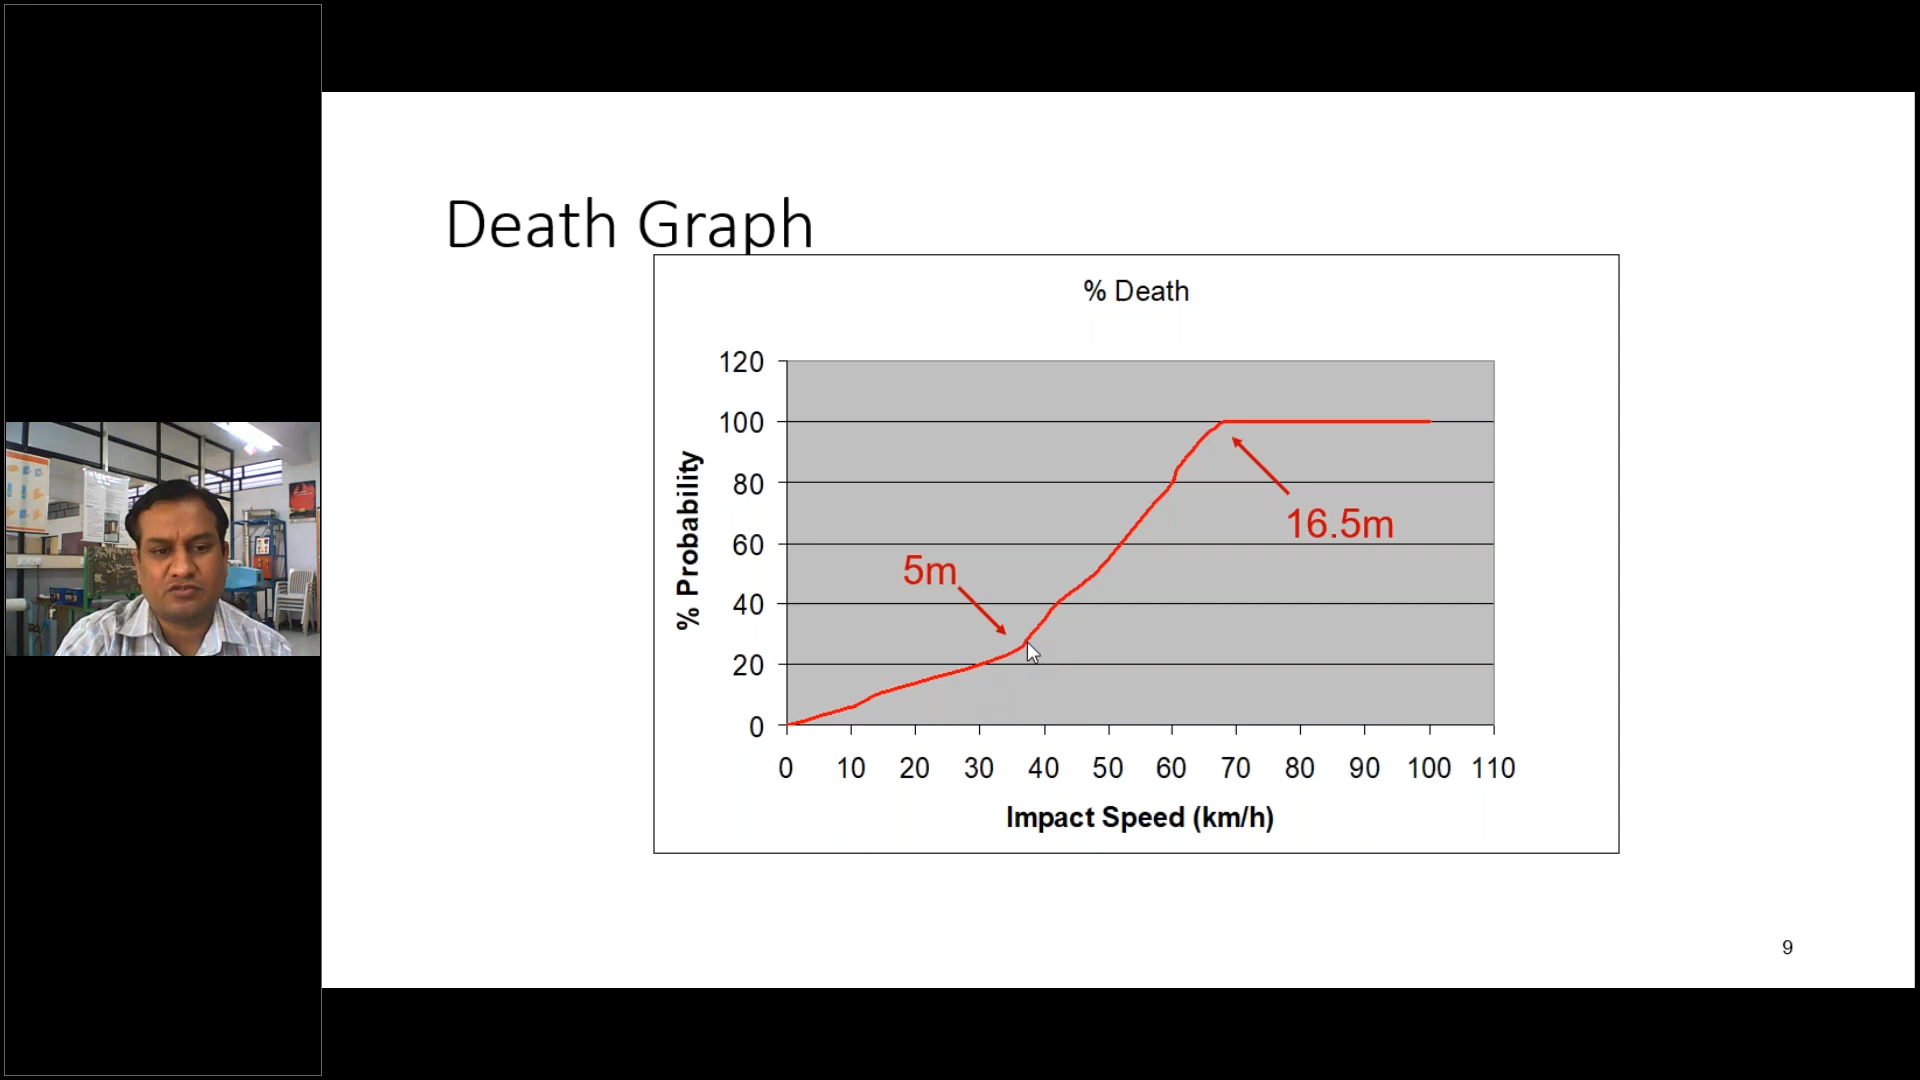 Death Graph
% Death
% Probability
120
100
80
60
40
20
0
5m
16.5m
0 10 20 30 40 50 60 70 80 90 100 110
Impact Speed (km/h)
9